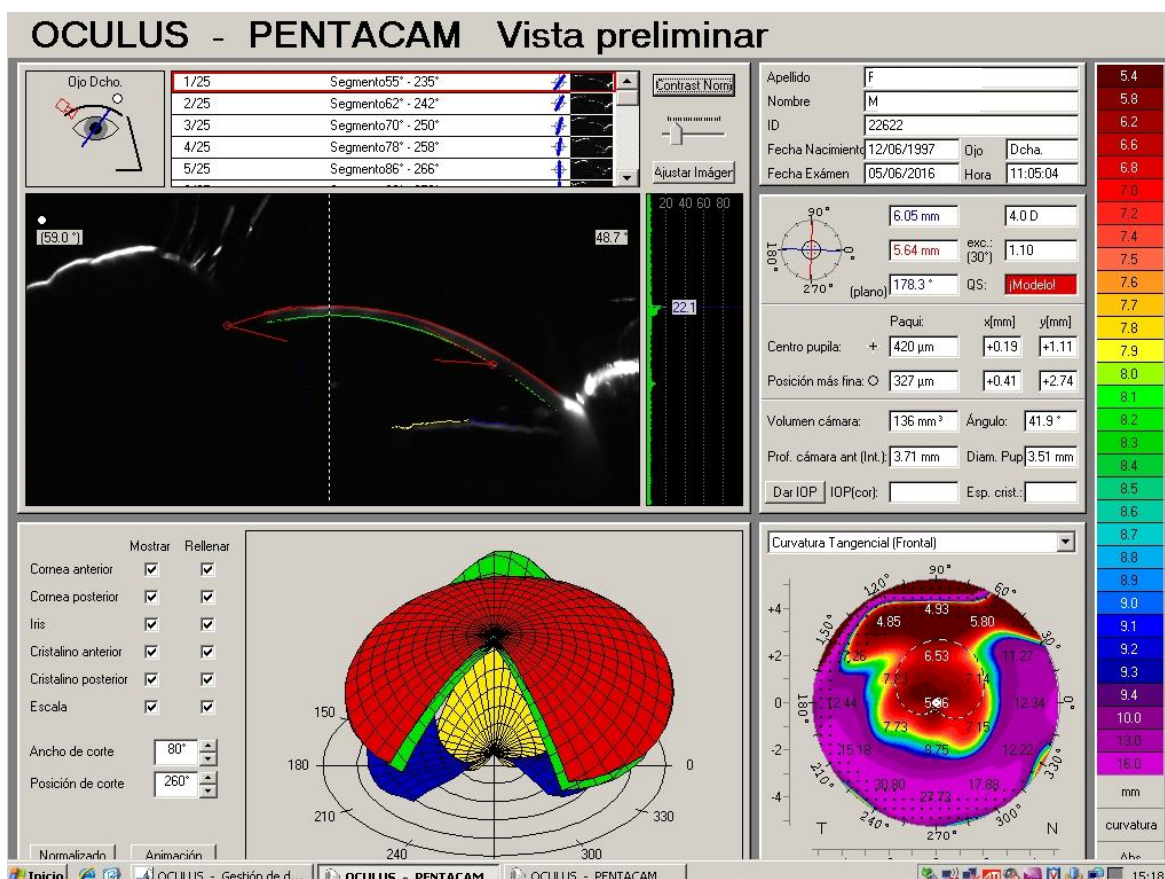 OCULUS - PENTACAM Vista preliminar
Ojo Dcho.
1/25 Segmento55° - 235°
2/25 Segmento62° - 242°
3/25 Segmento70° - 250°
4/25 Segmento78° - 258°
5/25 Segmento86° - 266°
Contrast Norm
Ajustar Imáger
(59.0°)
48.7 °
20 40 60 80
22.1
Apellido F
Nombre M
ID 22622
Fecha Nacimiento 12/06/1997 Ojo Dcha.
Fecha Exámen 05/06/2016 Hora 11:05:04
90°
180°
0°
270°
6.05 mm 4.0 D
5.64 mm exc.: (30°) 1.10
(plano) 178.3 ° QS: ¡Modelo!
Paqui: x[mm] y[mm]
Centro pupila: + 420 µm +0.19 +1.11
Posición más fina: O 327 µm +0.41 +2.74
Volumen cámara: 136 mm³ Ángulo: 41.9 °
Prof. cámara ant (Int.): 3.71 mm Diam. Pup 3.51 mm
Dar IOP IOP(cor): Esp. crist.:
Mostrar Rellenar
Cornea anterior
Cornea posterior
Iris
Cristalino anterior
Cristalino posterior
Escala
Ancho de corte 80°
Posición de corte 260°
Normalizado Animación
150
180
210
240
300
330
0
Curvatura Tangencial (Frontal)
90°
120° 60°
150° 30°
180° 0°
210° 330°
240° 300°
270°
+4
+2
0
-2
-4
4.93
4.85 5.80
7.26 6.53 11.27
7.23 7.14
12.44 12.34
7.73 7.15
15.18 8.75 12.22
30.80 17.88
27.72
T N
5.4
5.8
6.2
6.6
6.8
7.0
7.2
7.4
7.5
7.6
7.7
7.8
7.9
8.0
8.1
8.2
8.3
8.4
8.5
8.6
8.7
8.8
8.9
9.0
9.1
9.2
9.3
9.4
10.0
13.0
16.0
mm
curvatura
Abs
Inicio OCULUS - Gestión de d... OCULUS - PENTACAM OCULUS - PENTACAM 15:18